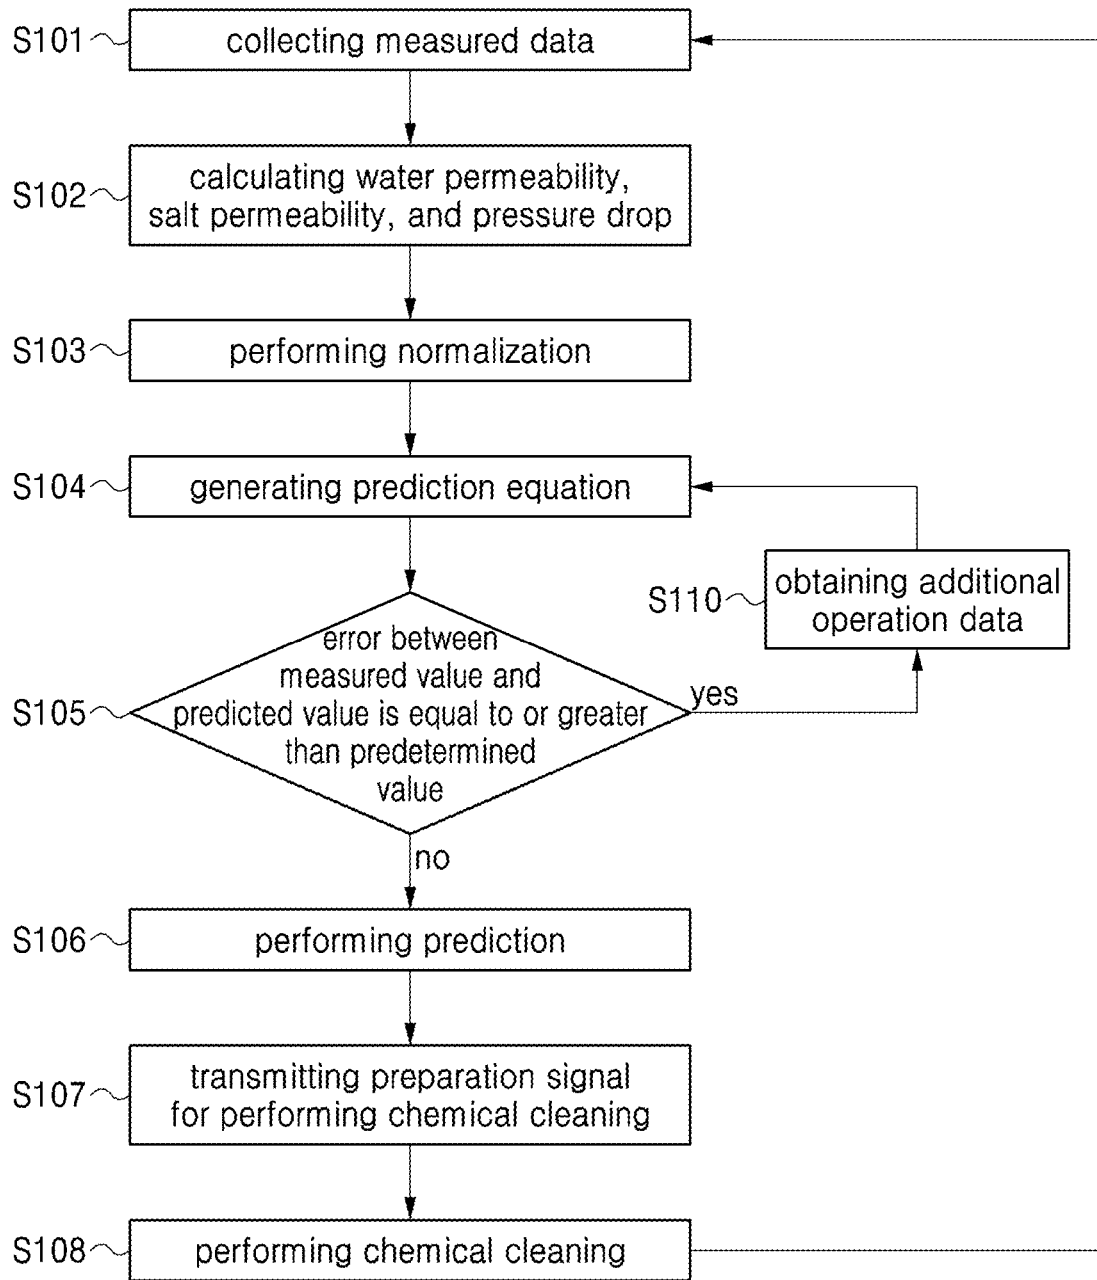 S101
collecting measured data
S102
calculating water permeability,
salt permeability, and pressure drop
S103
performing normalization
S104
generating prediction equation
S110
obtaining additional
operation data
S105
error between
measured value and
predicted value is equal to or greater
than predetermined
value
yes
no
S106
performing prediction
S107
transmitting preparation signal
for performing chemical cleaning
S108
performing chemical cleaning